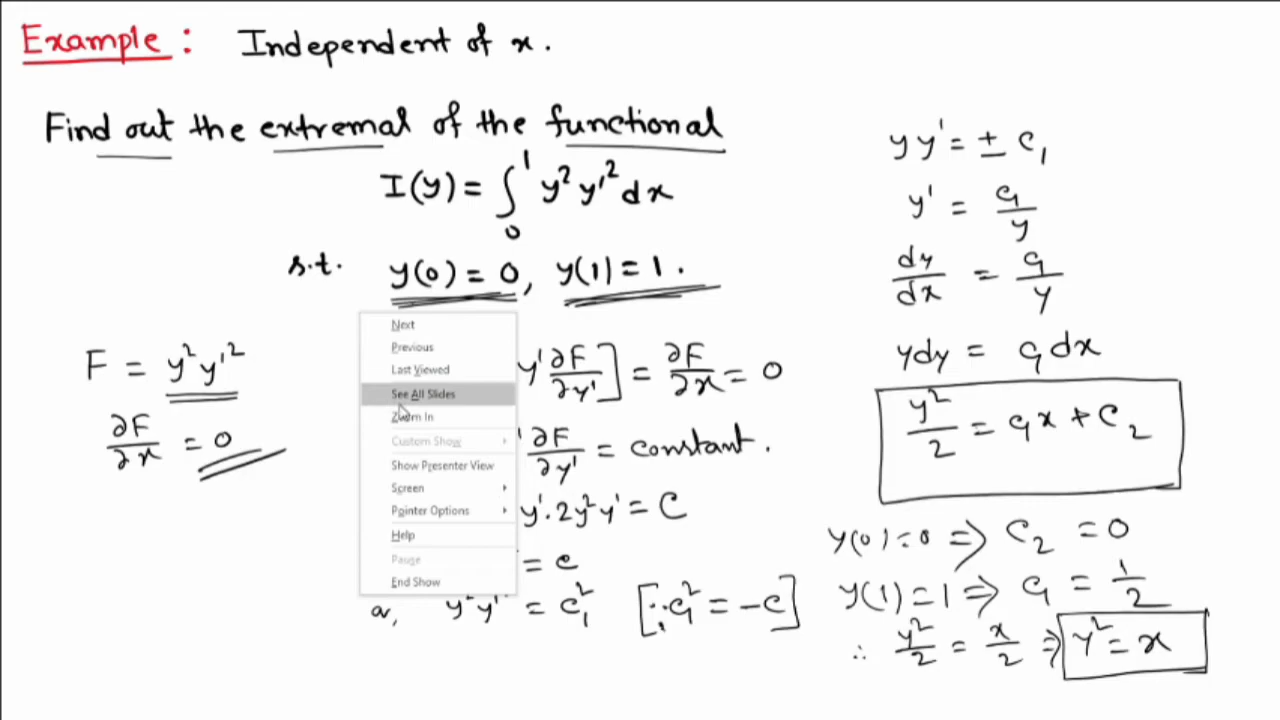 Example : Independent of x.
Find out the extremal of the functional
I(y) = ∫₀¹ y² y'² dx
s.t. y(0) = 0, y(1) = 1.
F = y² y'²
∂F/∂x = 0
y' ∂F/∂y' ] = ∂F/∂x = 0
' ∂F/∂y' = constant.
y'. 2y² y' = C
= c
or, y² y'² = c₁² [∵ c₁² = -c]
Next
Previous
Last Viewed
See All Slides
Zoom In
Custom Show
Show Presenter View
Screen
Pointer Options
Help
Pause
End Show
y y' = ± c₁
y' = c₁/y
dy/dx = c₁/y
y dy = c₁ dx
y²/2 = c₁ x + c₂
y(0) = 0 ⇒ c₂ = 0
y(1) = 1 ⇒ c₁ = 1/2
∴ y²/2 = x/2 ⇒ y² = x